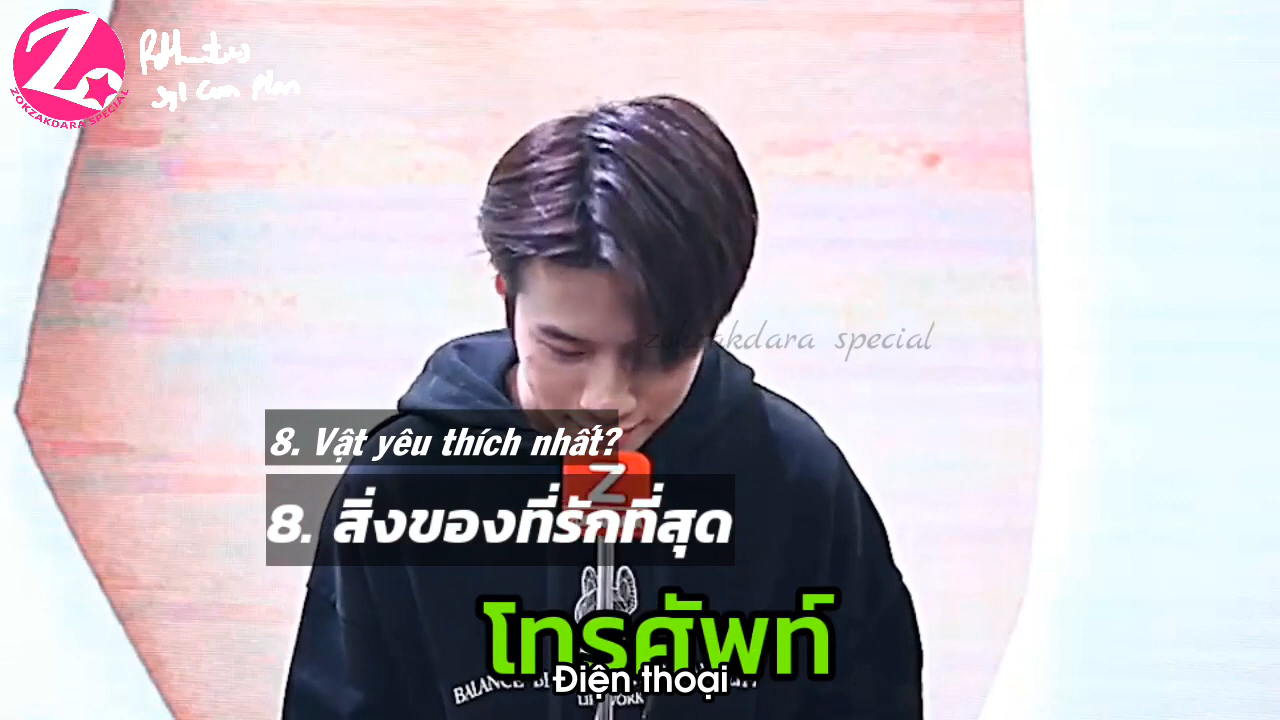 Z
ZOKZAKDARA SPECIAL
zokzakdara special
8. Vật yêu thích nhất?
Z
8. สิ่งของที่รักที่สุด
โทรศัพท์
Điện thoại
BALANCE